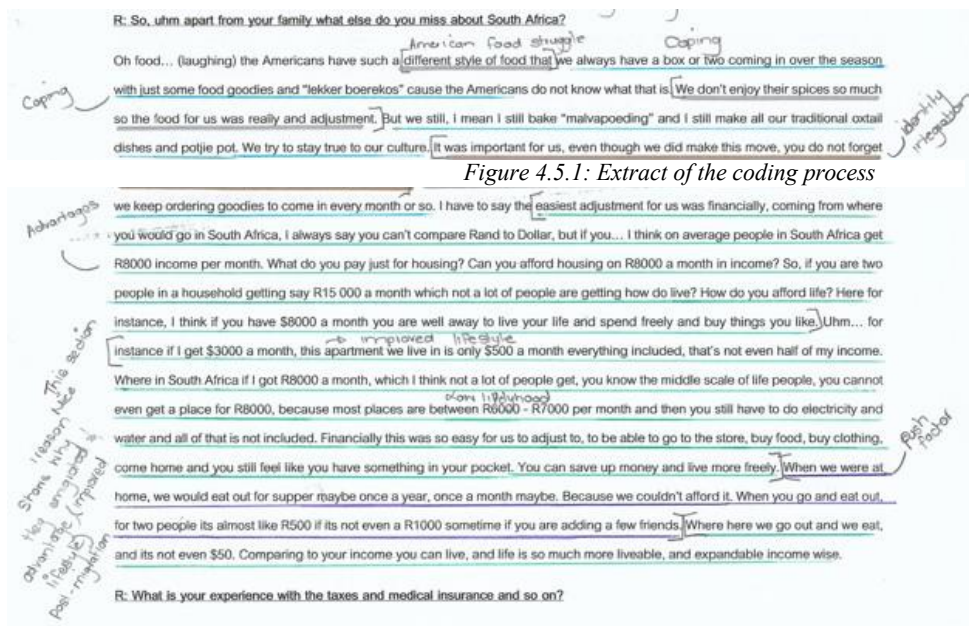 R: So, uhm apart from your family what else do you miss about South Africa?
American food struggle
Coping
Oh food... (laughing) the Americans have such a different style of food that we always have a box or two coming in over the season
Coping
with just some food goodies and "lekker boerekos" cause the Americans do not know what that is. We don't enjoy their spices so much
so the food for us was really and adjustment. But we still, I mean I still bake "malvapoeding" and I still make all our traditional oxtail
identity
integration
dishes and potjie pot. We try to stay true to our culture. It was important for us, even though we did make this move, you do not forget
Figure 4.5.1: Extract of the coding process
Advantages
we keep ordering goodies to come in every month or so. I have to say the easiest adjustment for us was financially, coming from where
you would go in South Africa, I always say you can't compare Rand to Dollar, but if you... I think on average people in South Africa get
R8000 income per month. What do you pay just for housing? Can you afford housing on R8000 a month in income? So, if you are two
people in a household getting say R15 000 a month which not a lot of people are getting how do live? How do you afford life? Here for
instance, I think if you have $8000 a month you are well away to live your life and spend freely and buy things you like. Uhm... for
improved lifestyle
instance if I get $3000 a month, this apartment we live in is only $500 a month everything included, that's not even half of my income.
Where in South Africa if I got R8000 a month, which I think not a lot of people get, you know the middle scale of life people, you cannot
even get a place for R8000, because most places are between R6000 - R7000 per month and then you still have to do electricity and
water and all of that is not included. Financially this was so easy for us to adjust to, to be able to go to the store, buy food, buy clothing,
push
factor
come home and you still feel like you have something in your pocket. You can save up money and live more freely. When we were at
home, we would eat out for supper maybe once a year, once a month maybe. Because we couldn't afford it. When you go and eat out,
for two people its almost like R500 if its not even a R1000 sometime if you are adding a few friends. Where here we go out and we eat,
and its not even $50. Comparing to your income you can live, and life is so much more liveable, and expandable income wise.
This section
reason
why
they emigrated
advantage / improved
lifestyle
post-migration
R: What is your experience with the taxes and medical insurance and so on?